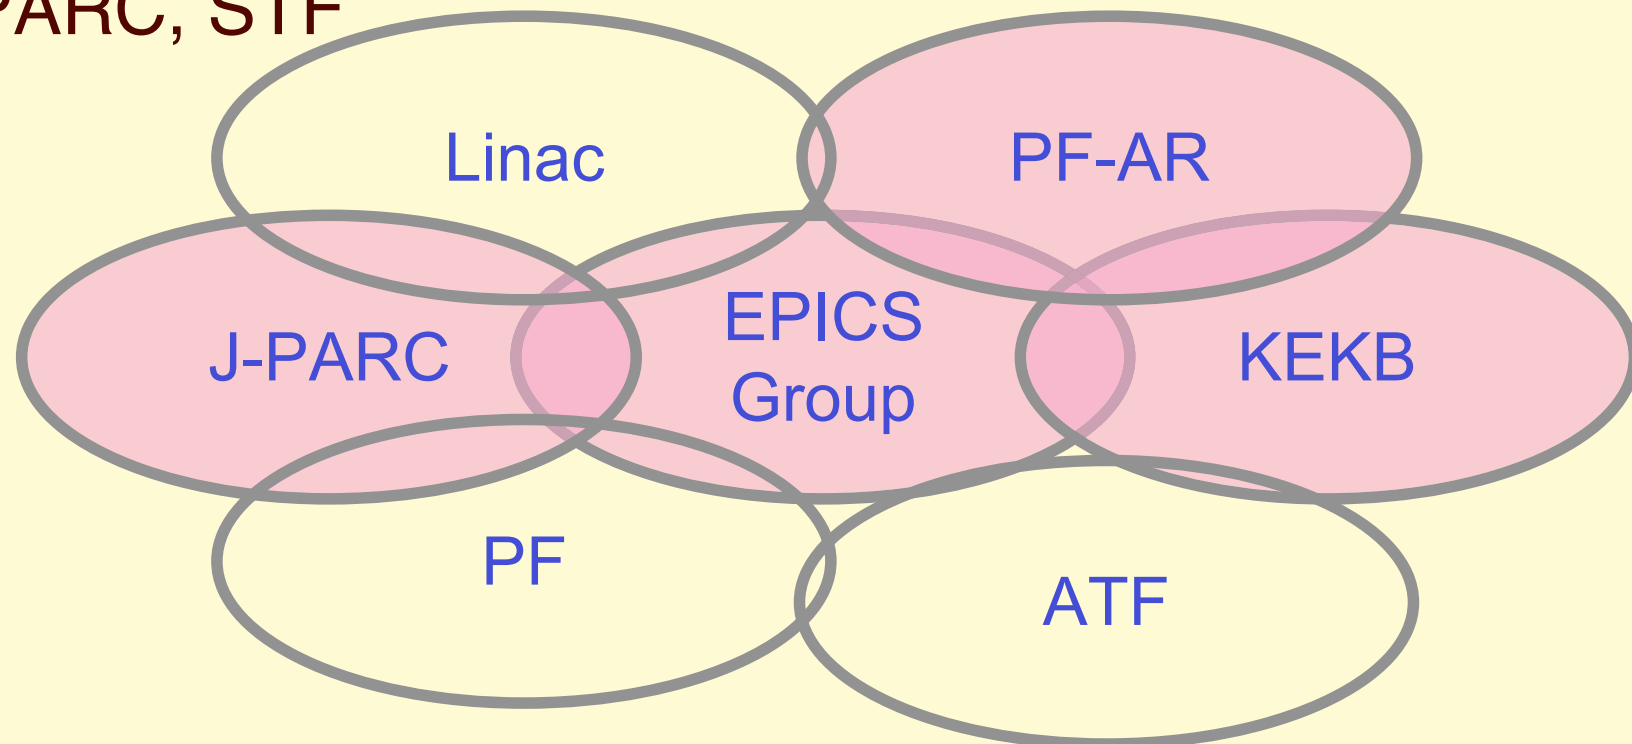 PARC, STF
Linac
PF-AR
J-PARC
EPICS
Group
KEKB
PF
ATF